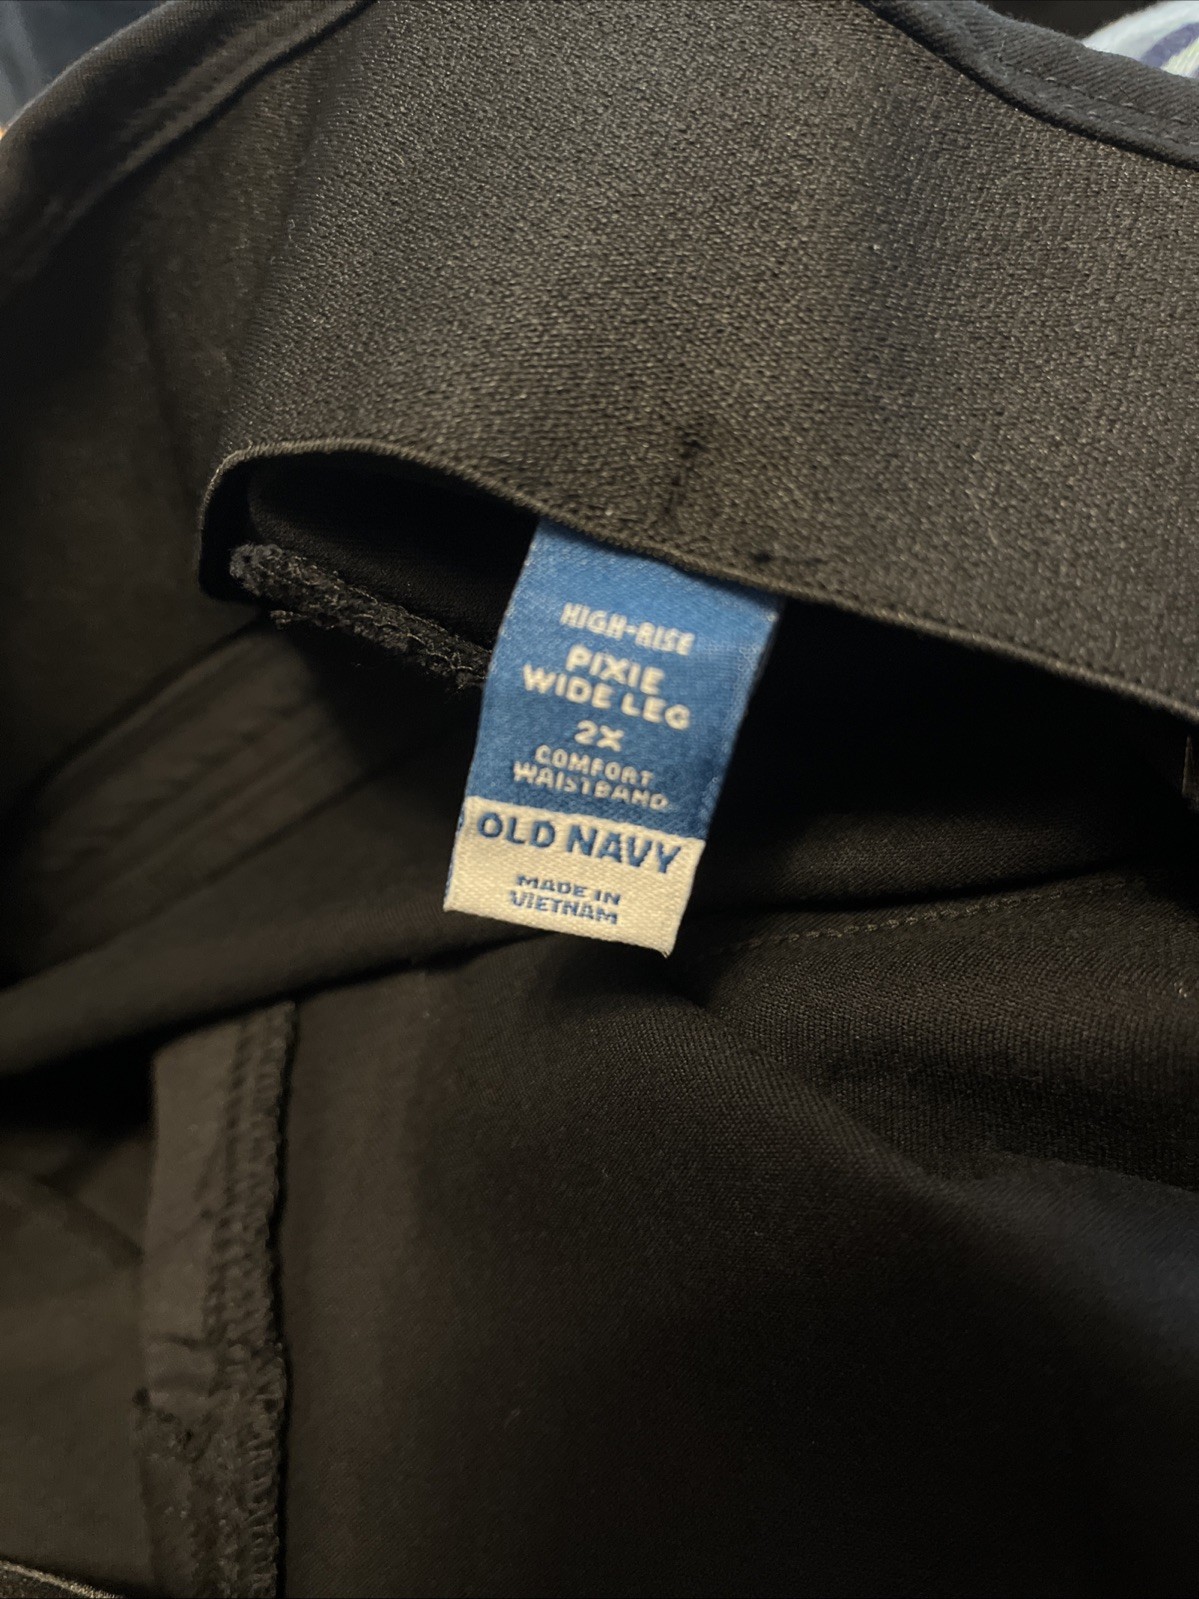 HIGH-RISE
PIXIE
WIDE LEG
2X
COMFORT
WAISTBAND
OLD NAVY
MADE IN
VIETNAM